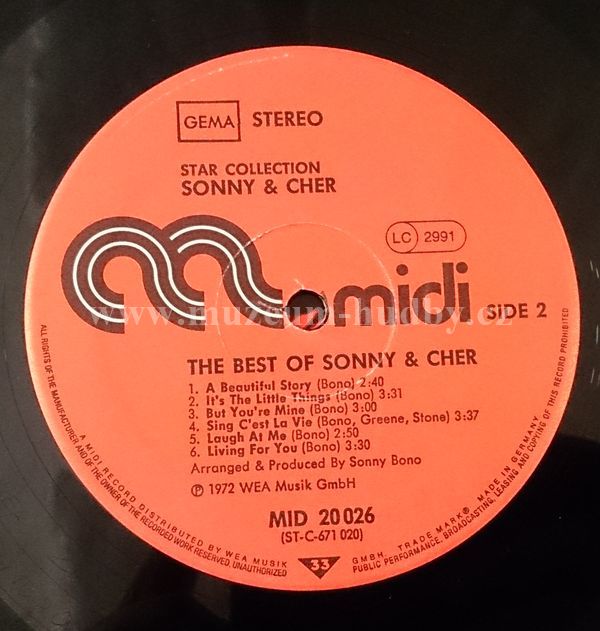 GEMA STEREO
STAR COLLECTION
SONNY & CHER
LC 2991
midi
SIDE 2
www.muzeum-hudby.cz
THE BEST OF SONNY & CHER
1. A Beautiful Story (Bono) 2:40
2. It's The Little Things (Bono) 3:31
3. But You're Mine (Bono) 3:00
4. Sing C'est La Vie (Bono, Greene, Stone) 3:37
5. Laugh At Me (Bono) 2:50
6. Living For You (Bono) 3:30
Arranged & Produced By Sonny Bono
Ⓟ 1972 WEA Musik GmbH
MID 20 026
(ST-C-671 020)
33
A MIDI RECORD DISTRIBUTED BY WEA MUSIK GMBH. TRADE MARK® MADE IN GERMANY.
ALL RIGHTS OF THE MANUFACTURER AND OF THE OWNER OF THE RECORDED WORK RESERVED. UNAUTHORIZED PUBLIC PERFORMANCE, BROADCASTING, LEASING AND COPYING OF THIS RECORD PROHIBITED